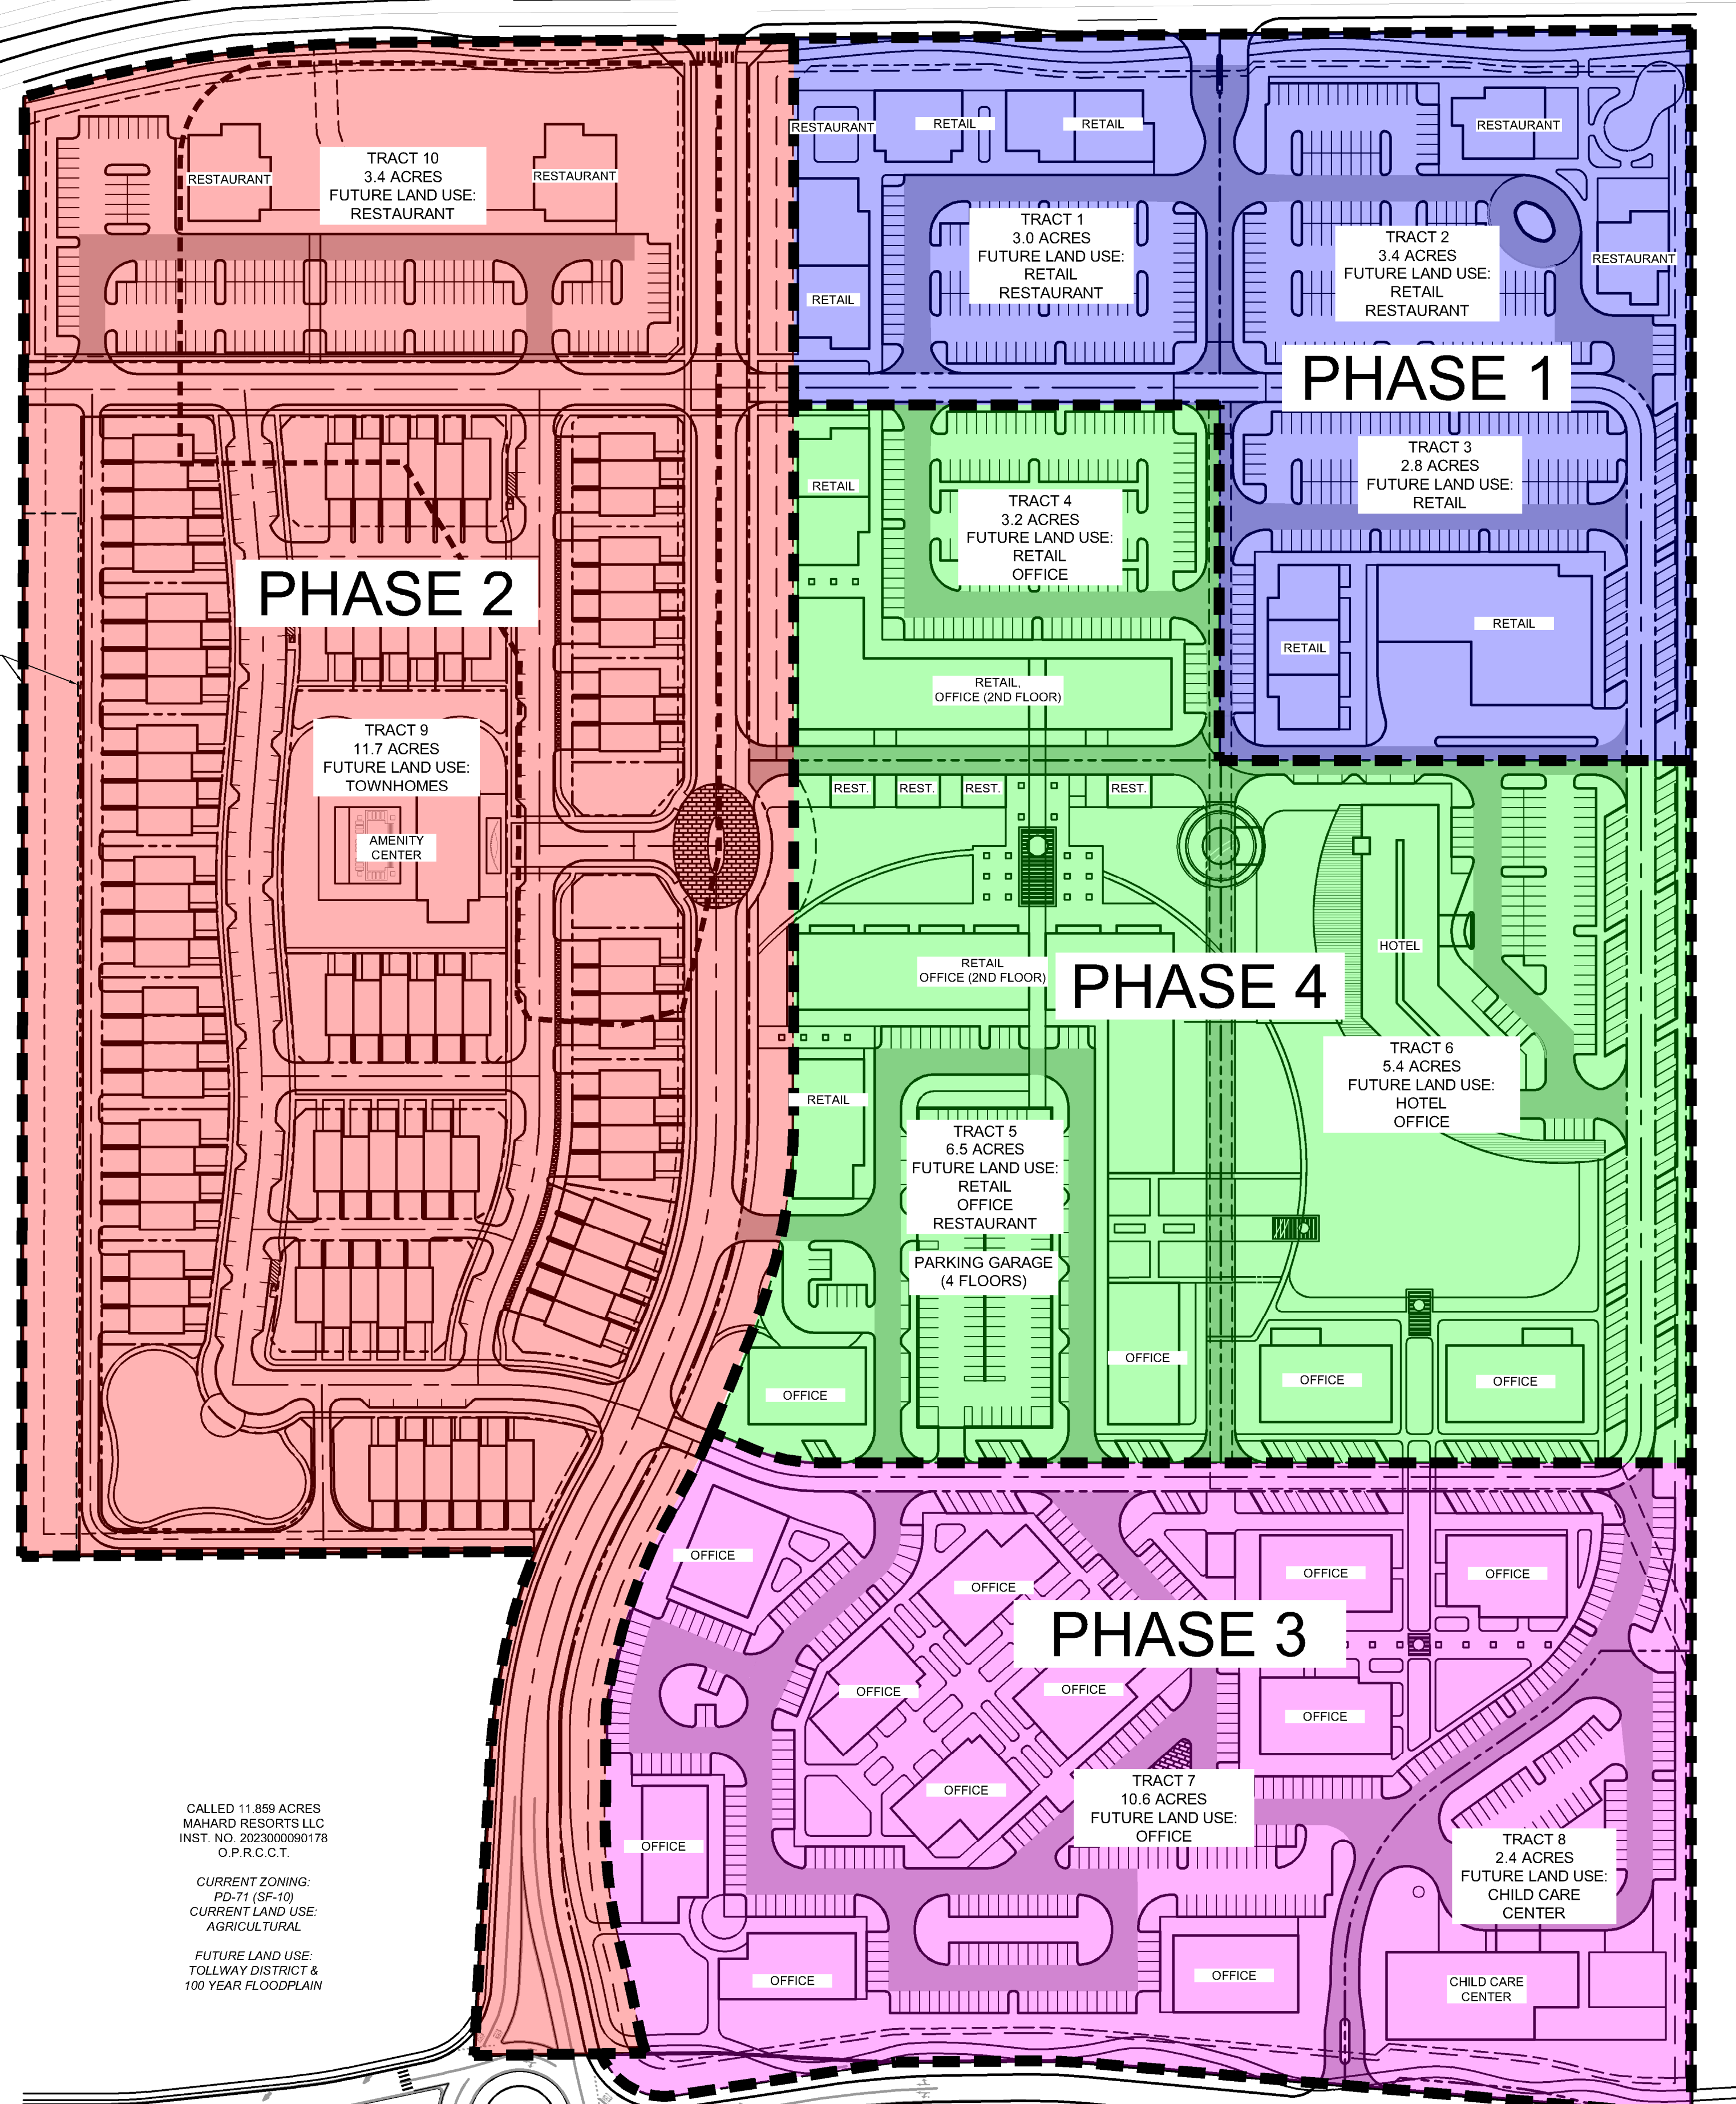 RESTAURANT
TRACT 10
3.4 ACRES
FUTURE LAND USE:
RESTAURANT
RESTAURANT
RESTAURANT
RETAIL
RETAIL
RESTAURANT
TRACT 1
3.0 ACRES
FUTURE LAND USE:
RETAIL
RESTAURANT
TRACT 2
3.4 ACRES
FUTURE LAND USE:
RETAIL
RESTAURANT
RESTAURANT
RETAIL
PHASE 1
TRACT 3
2.8 ACRES
FUTURE LAND USE:
RETAIL
RETAIL
TRACT 4
3.2 ACRES
FUTURE LAND USE:
RETAIL
OFFICE
PHASE 2
RETAIL
RETAIL
RETAIL,
OFFICE (2ND FLOOR)
TRACT 9
11.7 ACRES
FUTURE LAND USE:
TOWNHOMES
AMENITY
CENTER
REST.
REST.
REST.
REST.
HOTEL
RETAIL
OFFICE (2ND FLOOR)
PHASE 4
TRACT 6
5.4 ACRES
FUTURE LAND USE:
HOTEL
OFFICE
RETAIL
TRACT 5
6.5 ACRES
FUTURE LAND USE:
RETAIL
OFFICE
RESTAURANT
PARKING GARAGE
(4 FLOORS)
OFFICE
OFFICE
OFFICE
OFFICE
OFFICE
OFFICE
OFFICE
OFFICE
PHASE 3
OFFICE
OFFICE
OFFICE
OFFICE
TRACT 7
10.6 ACRES
FUTURE LAND USE:
OFFICE
OFFICE
TRACT 8
2.4 ACRES
FUTURE LAND USE:
CHILD CARE
CENTER
OFFICE
OFFICE
CHILD CARE
CENTER
CALLED 11.859 ACRES
MAHARD RESORTS LLC
INST. NO. 2023000090178
O.P.R.C.C.T.
CURRENT ZONING:
PD-71 (SF-10)
CURRENT LAND USE:
AGRICULTURAL
FUTURE LAND USE:
TOLLWAY DISTRICT &
100 YEAR FLOODPLAIN